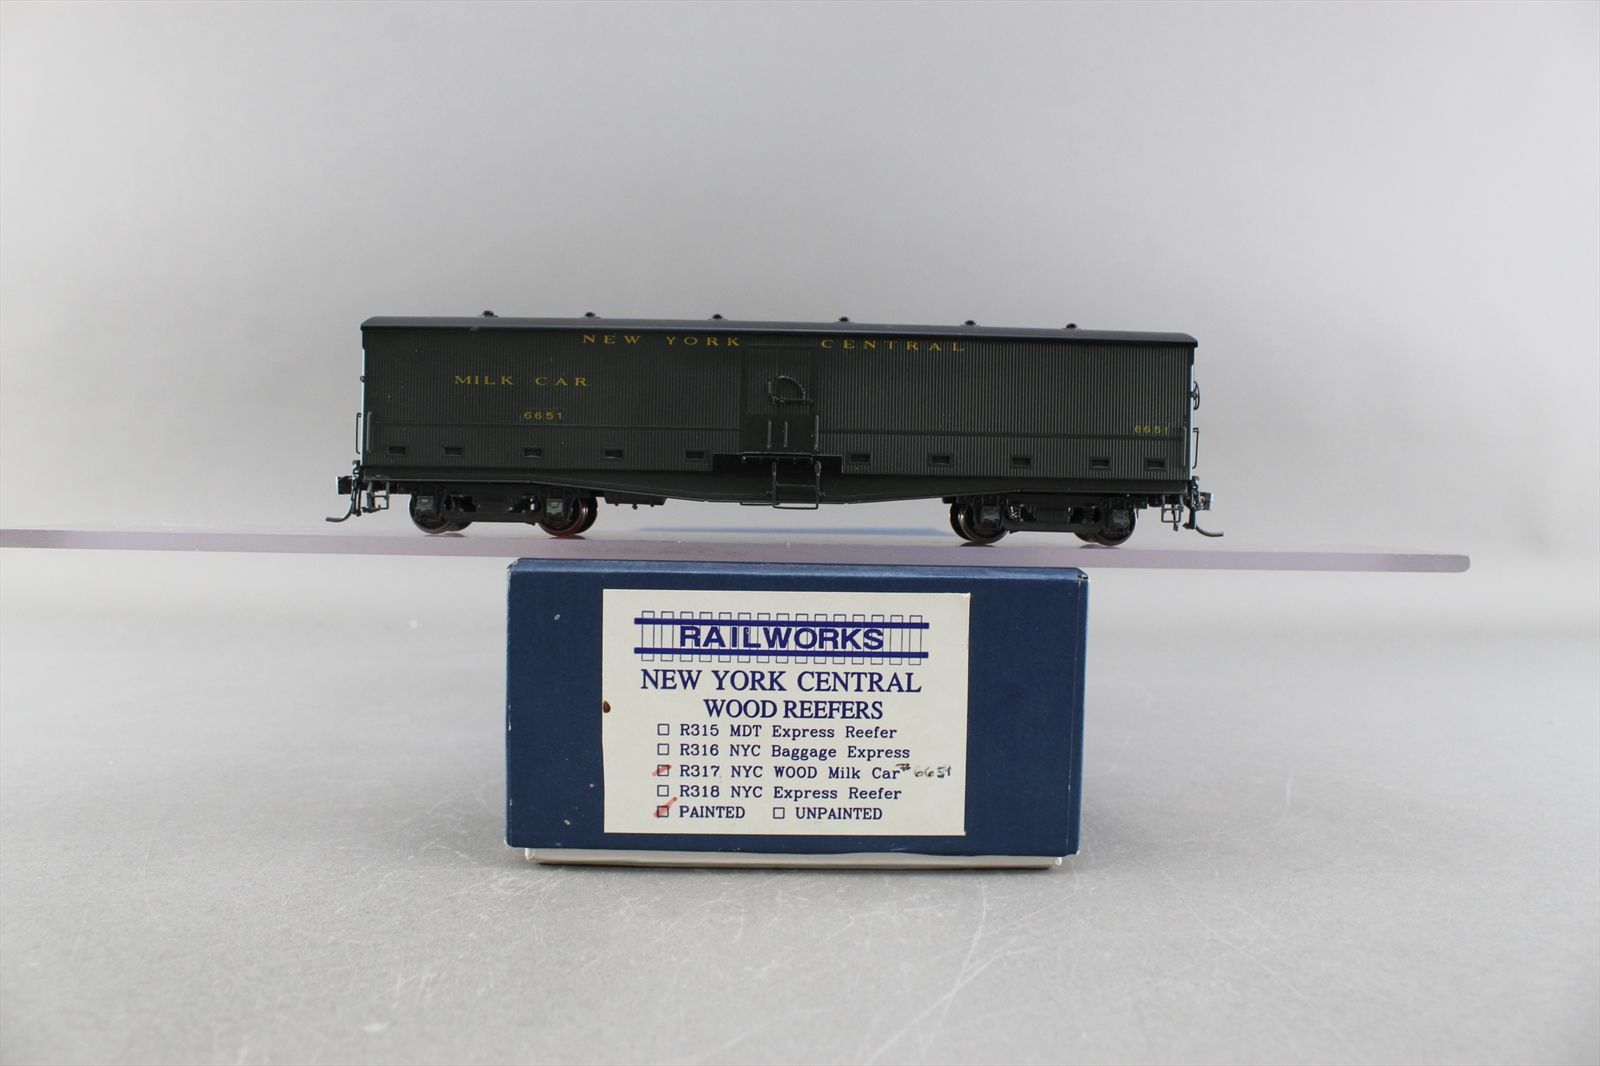 NEW YORK CENTRAL
MILK CAR
6651
6651
RAILWORKS
NEW YORK CENTRAL
WOOD REEFERS
☐ R315 MDT Express Reefer
☐ R316 NYC Baggage Express
☑ R317 NYC WOOD Milk Car #6651
☐ R318 NYC Express Reefer
☑ PAINTED ☐ UNPAINTED